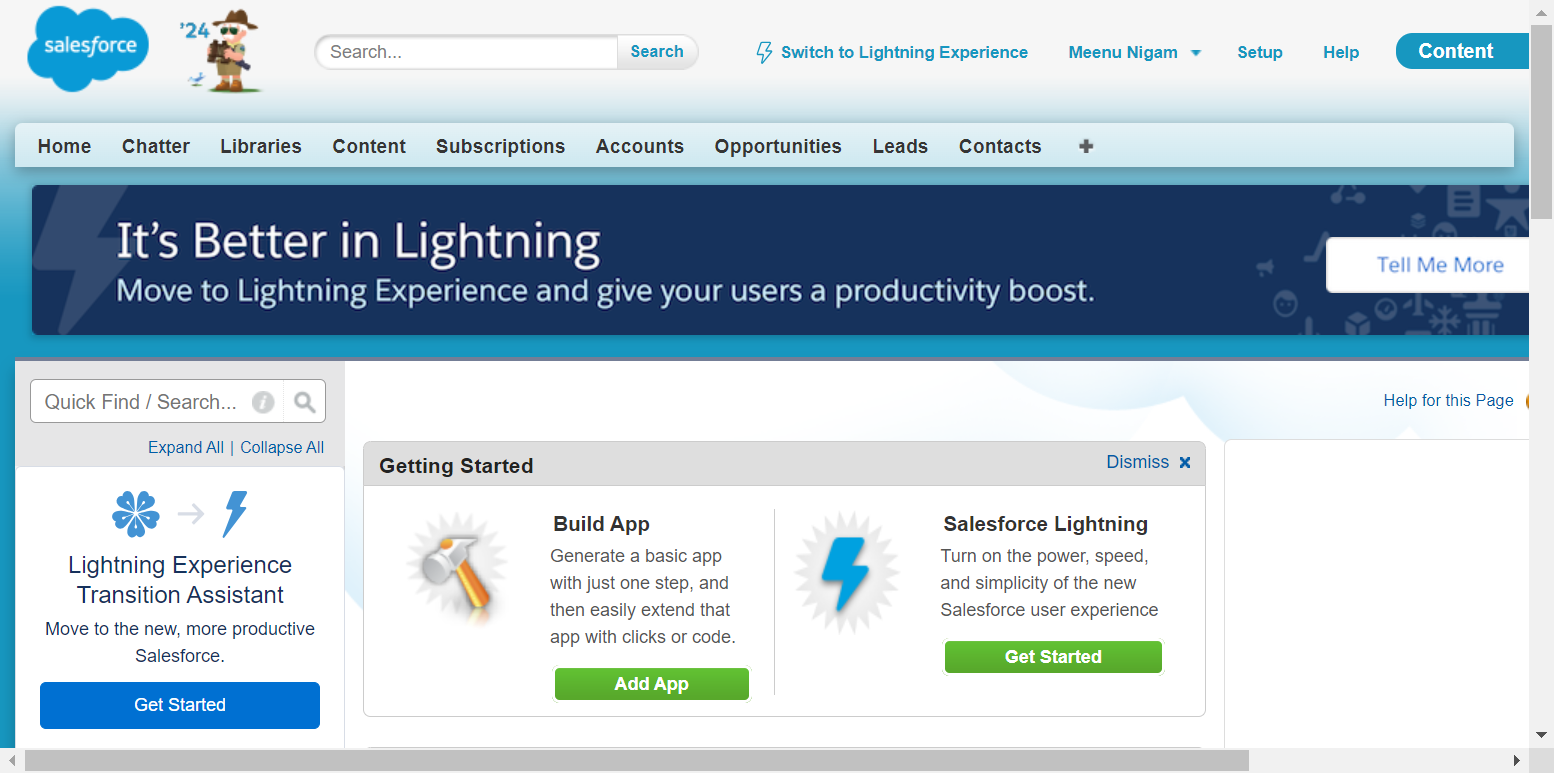 salesforce
'24
Search...
Search
Switch to Lightning Experience
Meenu Nigam
Setup
Help
Content
Home
Chatter
Libraries
Content
Subscriptions
Accounts
Opportunities
Leads
Contacts
It's Better in Lightning
Move to Lightning Experience and give your users a productivity boost.
Tell Me More
Quick Find / Search...
Expand All | Collapse All
Lightning Experience
Transition Assistant
Move to the new, more productive
Salesforce.
Get Started
Help for this Page
Getting Started
Dismiss
Build App
Generate a basic app
with just one step, and
then easily extend that
app with clicks or code.
Add App
Salesforce Lightning
Turn on the power, speed,
and simplicity of the new
Salesforce user experience
Get Started